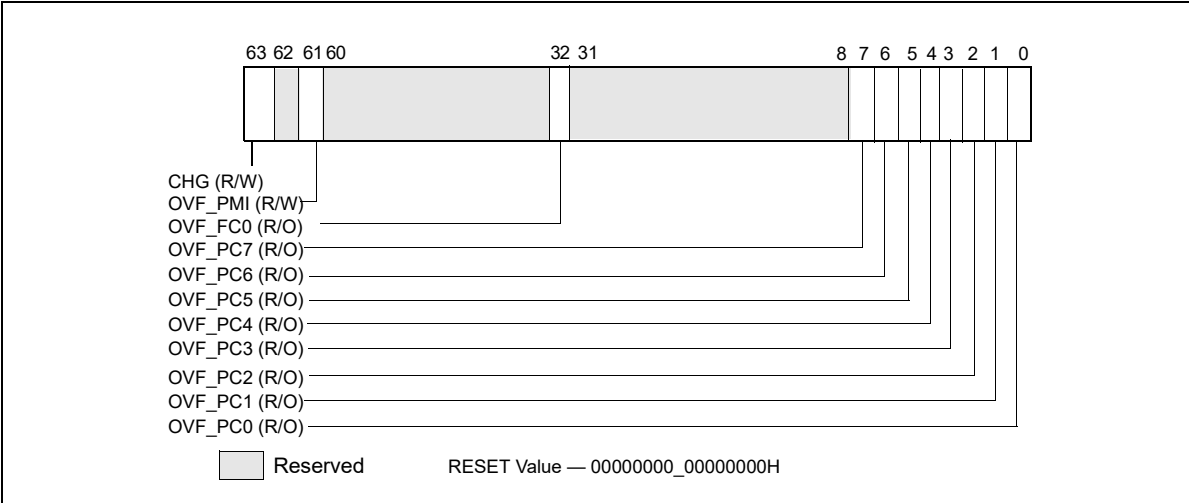 63 62 61 60 32 31 8 7 6 5 4 3 2 1 0
CHG (R/W)
OVF_PMI (R/W)
OVF_FC0 (R/O)
OVF_PC7 (R/O)
OVF_PC6 (R/O)
OVF_PC5 (R/O)
OVF_PC4 (R/O)
OVF_PC3 (R/O)
OVF_PC2 (R/O)
OVF_PC1 (R/O)
OVF_PC0 (R/O)
Reserved RESET Value — 00000000_00000000H